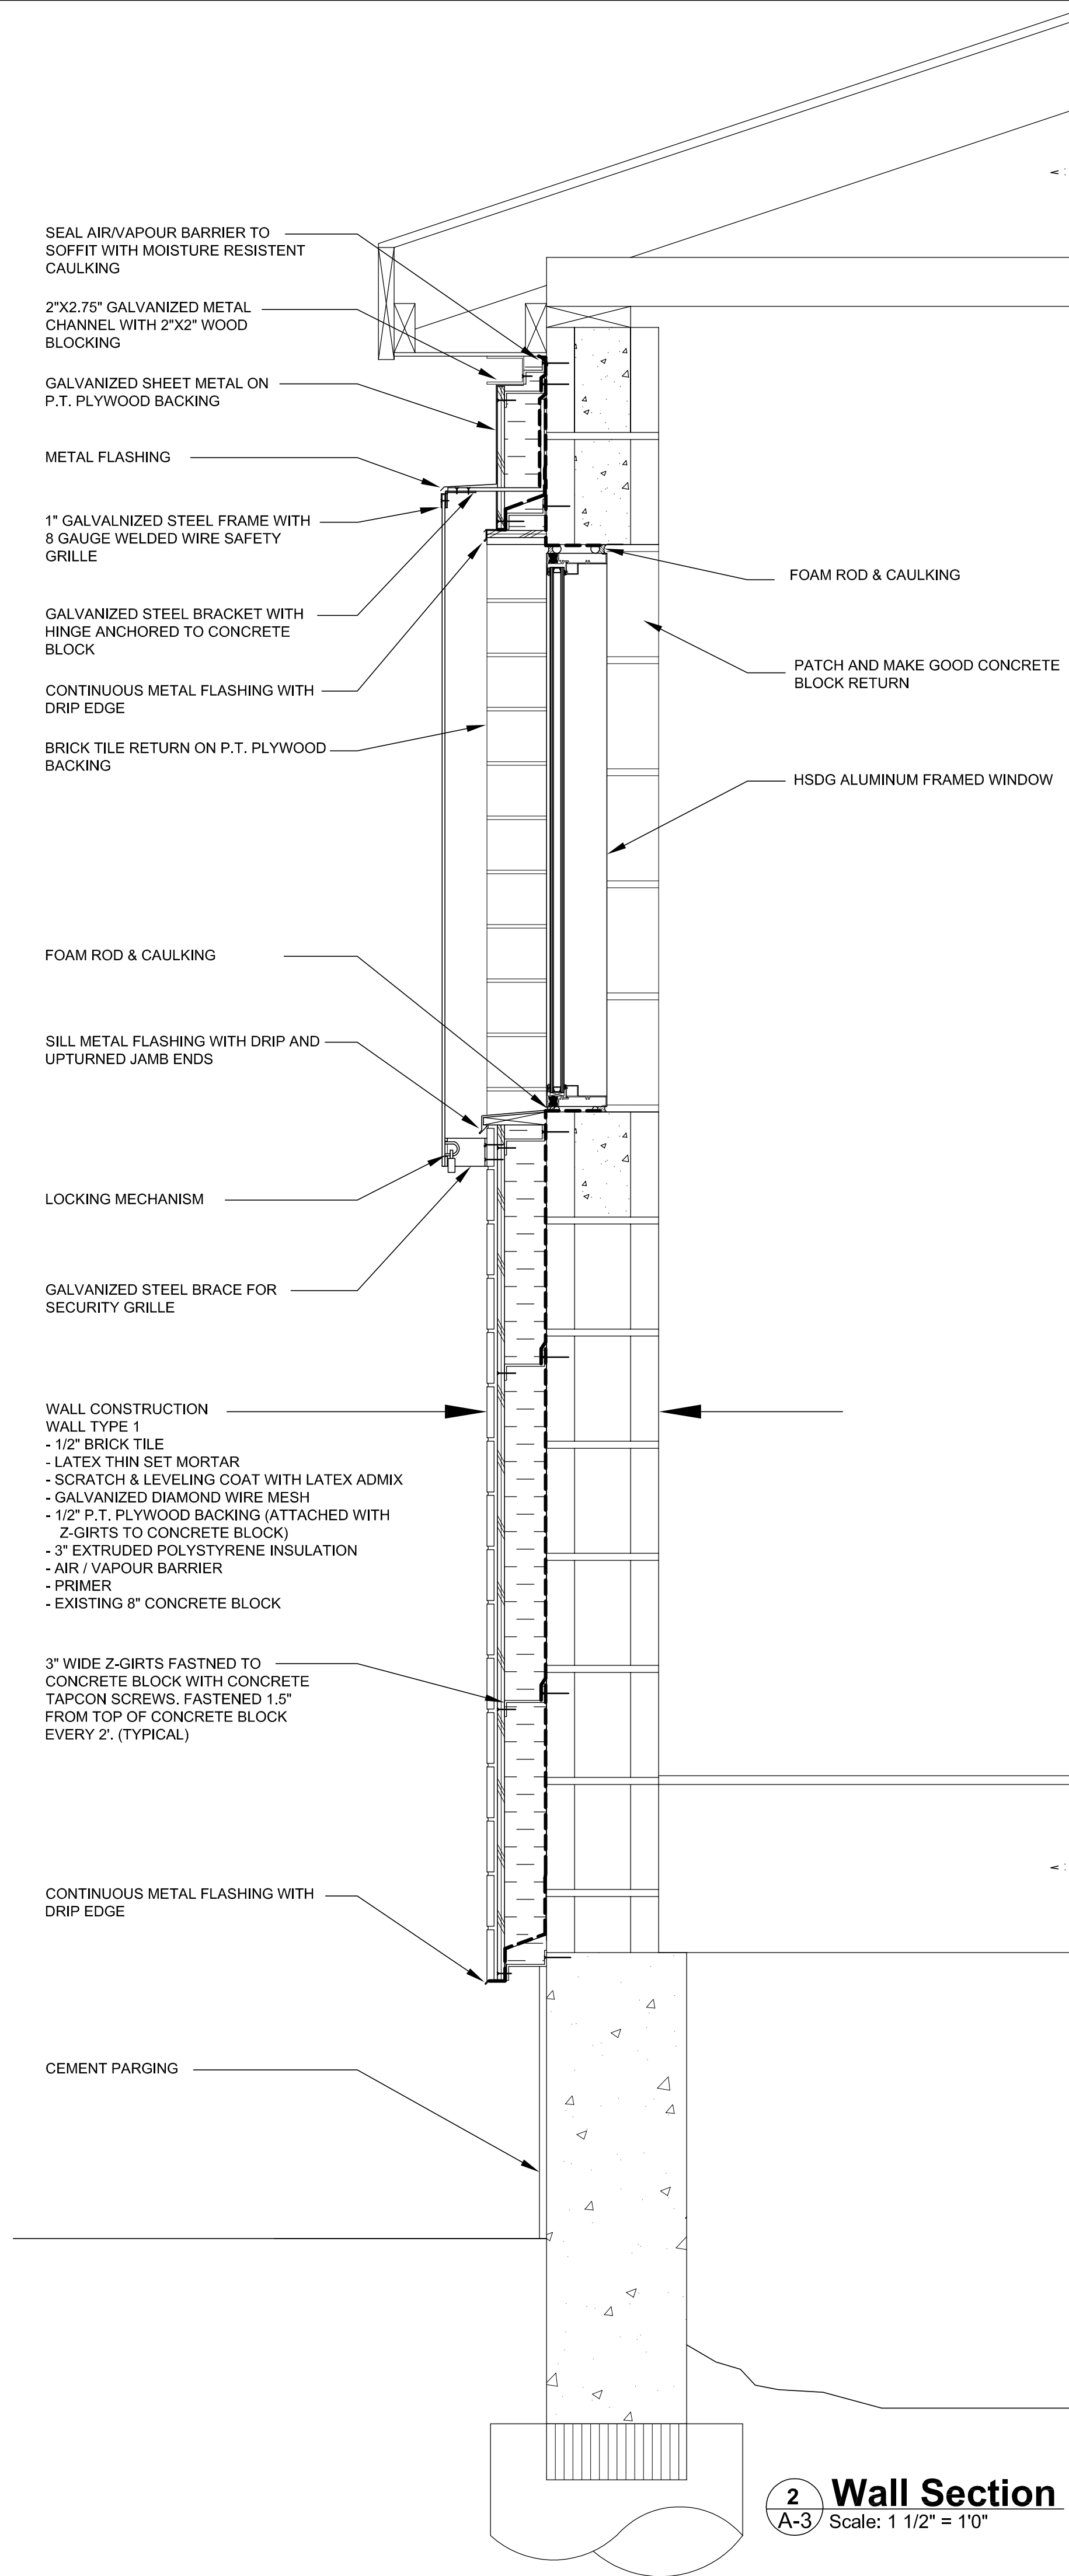 SEAL AIR/VAPOUR BARRIER TO
SOFFIT WITH MOISTURE RESISTENT
CAULKING
2"X2.75" GALVANIZED METAL
CHANNEL WITH 2"X2" WOOD
BLOCKING
GALVANIZED SHEET METAL ON
P.T. PLYWOOD BACKING
METAL FLASHING
1" GALVALNIZED STEEL FRAME WITH
8 GAUGE WELDED WIRE SAFETY
GRILLE
GALVANIZED STEEL BRACKET WITH
HINGE ANCHORED TO CONCRETE
BLOCK
CONTINUOUS METAL FLASHING WITH
DRIP EDGE
BRICK TILE RETURN ON P.T. PLYWOOD
BACKING
FOAM ROD & CAULKING
PATCH AND MAKE GOOD CONCRETE
BLOCK RETURN
HSDG ALUMINUM FRAMED WINDOW
FOAM ROD & CAULKING
SILL METAL FLASHING WITH DRIP AND
UPTURNED JAMB ENDS
LOCKING MECHANISM
GALVANIZED STEEL BRACE FOR
SECURITY GRILLE
WALL CONSTRUCTION
WALL TYPE 1
- 1/2" BRICK TILE
- LATEX THIN SET MORTAR
- SCRATCH & LEVELING COAT WITH LATEX ADMIX
- GALVANIZED DIAMOND WIRE MESH
- 1/2" P.T. PLYWOOD BACKING (ATTACHED WITH
Z-GIRTS TO CONCRETE BLOCK)
- 3" EXTRUDED POLYSTYRENE INSULATION
- AIR / VAPOUR BARRIER
- PRIMER
- EXISTING 8" CONCRETE BLOCK
3" WIDE Z-GIRTS FASTNED TO
CONCRETE BLOCK WITH CONCRETE
TAPCON SCREWS. FASTENED 1.5"
FROM TOP OF CONCRETE BLOCK
EVERY 2'. (TYPICAL)
CONTINUOUS METAL FLASHING WITH
DRIP EDGE
CEMENT PARGING
2
A-3
Wall Section
Scale: 1 1/2" = 1'0"